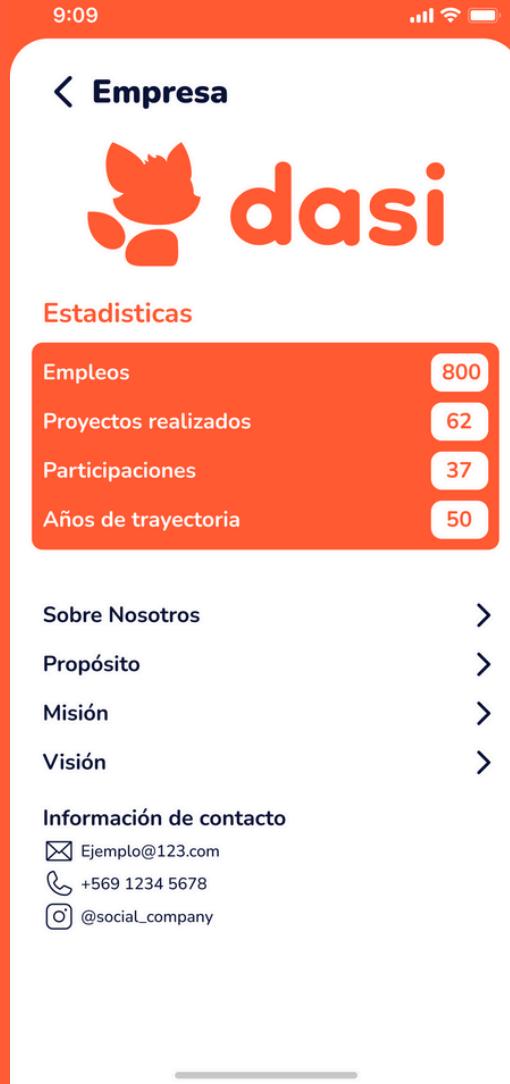 9:09
Empresa
dasi
Estadisticas
Empleos 800
Proyectos realizados 62
Participaciones 37
Años de trayectoria 50
Sobre Nosotros
Propósito
Misión
Visión
Información de contacto
Ejemplo@123.com
+569 1234 5678
@social_company